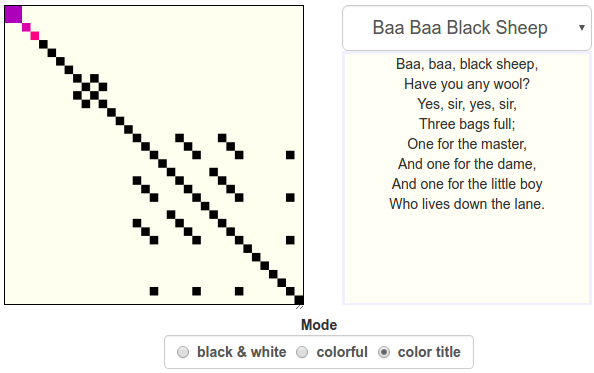 Baa Baa Black Sheep
Baa, baa, black sheep,
Have you any wool?
Yes, sir, yes, sir,
Three bags full;
One for the master,
And one for the dame,
And one for the little boy
Who lives down the lane.
Mode
black & white colorful color title